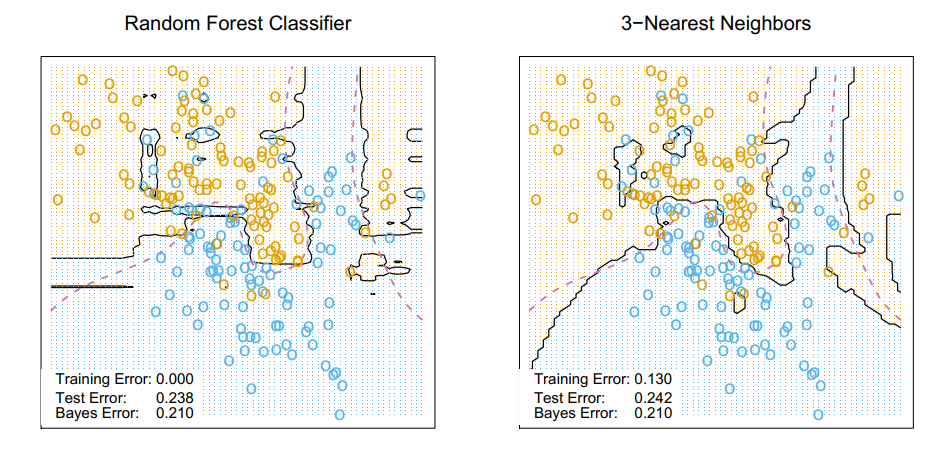 Random Forest Classifier
Training Error: 0.000
Test Error: 0.238
Bayes Error: 0.210
3−Nearest Neighbors
Training Error: 0.130
Test Error: 0.242
Bayes Error: 0.210